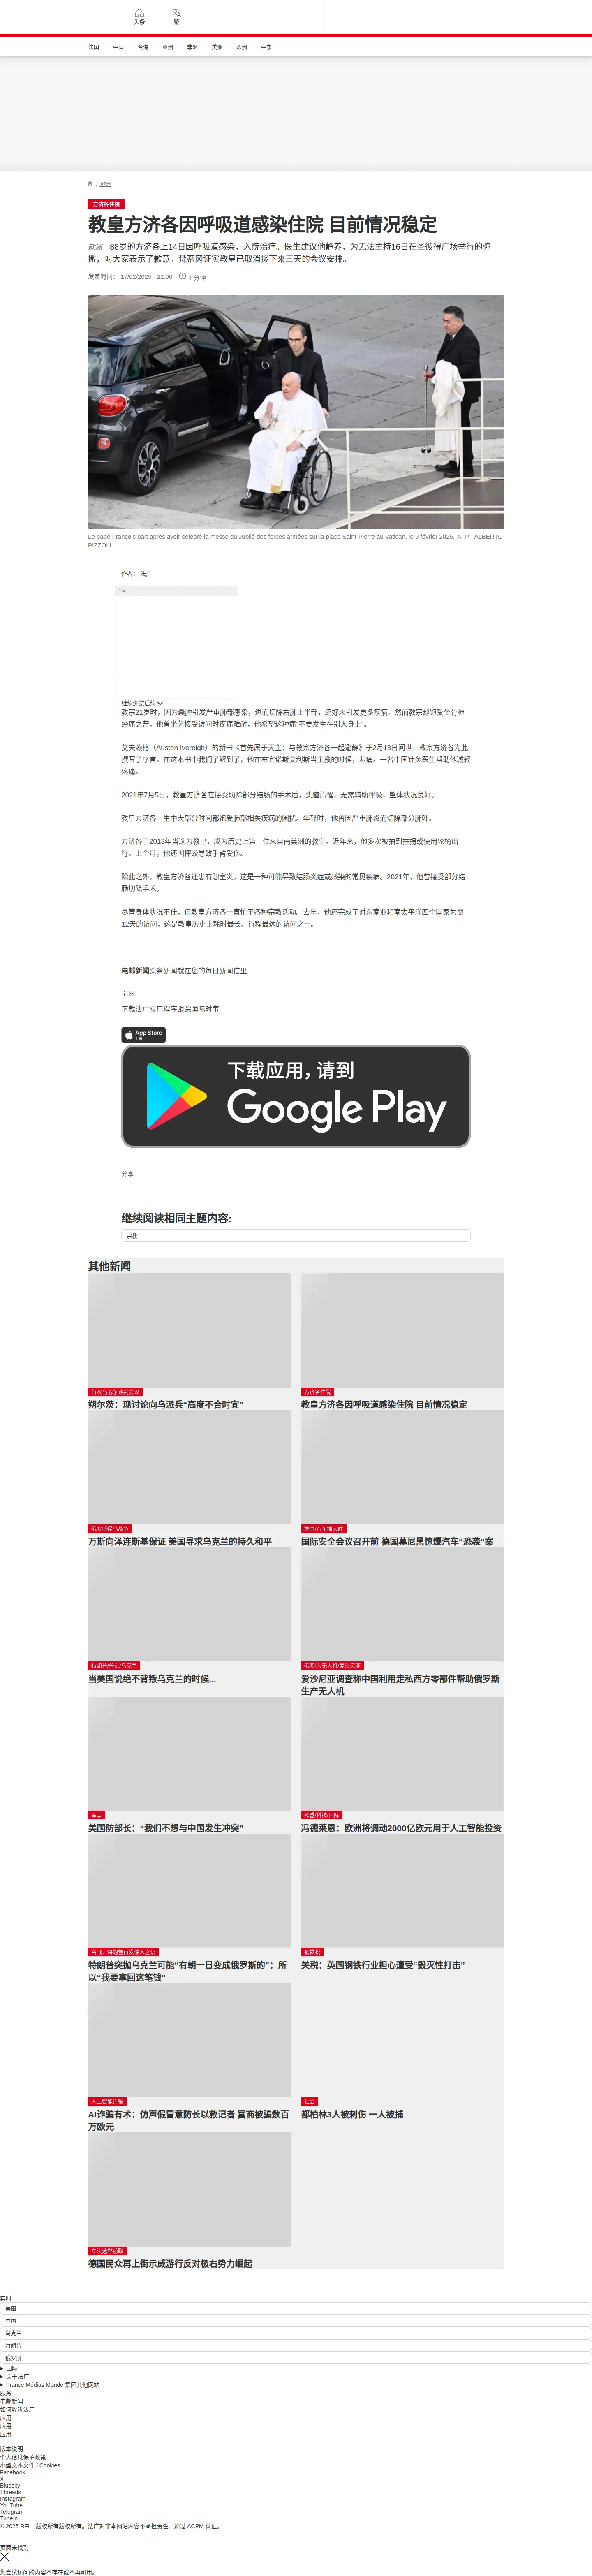 头条
繁
法国
中国
台海
亚洲
非洲
美洲
欧洲
中东
/ 欧洲
方济各住院
教皇方济各因呼吸道感染住院 目前情况稳定
欧洲 – 88岁的方济各上14日因呼吸道感染，入院治疗。医生建议他静养，为无法主持16日在圣彼得广场举行的弥
撒，对大家表示了歉意。梵蒂冈证实教皇已取消接下来三天的会议安排。
发表时间： 17/02/2025 - 22:00
4 分钟
Le pape François part après avoir célébré la messe du Jubilé des forces armées sur la place Saint-Pierre au Vatican, le 9 février 2025. AFP - ALBERTO
PIZZOLI
作者： 法广
广告
继续浏览后续
教宗21岁时，因为囊肿引发严重肺部感染，进而切除右肺上半部，还好未引发更多疾病。然而教宗却饱受坐骨神
经痛之苦，他曾坐著接受访问时疼痛难耐，他希望这种痛“不要发生在别人身上”。
艾夫赖格（Austen Ivereigh）的新书《首先属于天主：与教宗方济各一起避静》于2月13日问世，教宗方济各为此
撰写了序言。在这本书中我们了解到了，他在布宜诺斯艾利斯当主教的时候，悲痛。一名中国针灸医生帮助他减轻
疼痛。
2021年7月5日，教皇方济各在接受切除部分结肠的手术后，头脑清醒，无需辅助呼吸，整体状况良好。
教皇方济各一生中大部分时间都饱受肺部相关疾病的困扰。年轻时，他曾因严重肺炎而切除部分肺叶。
方济各于2013年当选为教皇，成为历史上第一位来自南美洲的教皇。近年来，他多次被拍到拄拐或使用轮椅出
行。上个月，他还因摔跤导致手臂受伤。
除此之外，教皇方济各还患有憩室炎，这是一种可能导致结肠炎症或感染的常见疾病。2021年，他曾接受部分结
肠切除手术。
尽管身体状况不佳，但教皇方济各一直忙于各种宗教活动。去年，他还完成了对东南亚和南太平洋四个国家为期
12天的访问，这是教皇历史上耗时最长、行程最远的访问之一。
电邮新闻头条新闻就在您的每日新闻信里
订阅
下载法广应用程序跟踪国际时事
App Store
下载
下载应用，请到
Google Play
分享 :
继续阅读相同主题内容:
宗教
其他新闻
首次乌战争谈判会议
朔尔茨：现讨论向乌派兵“高度不合时宜”
方济各住院
教皇方济各因呼吸道感染住院 目前情况稳定
俄罗斯侵乌战争
万斯向泽连斯基保证 美国寻求乌克兰的持久和平
德国/汽车撞人群
国际安全会议召开前 德国慕尼黑惊爆汽车“恐袭”案
特朗普/普京/乌克兰
当美国说绝不背叛乌克兰的时候...
俄罗斯/无人机/爱沙尼亚
爱沙尼亚调查称中国利用走私西方零部件帮助俄罗斯
生产无人机
军事
美国防部长：“我们不想与中国发生冲突”
欧盟/科技/国际
冯德莱恩：欧洲将调动2000亿欧元用于人工智能投资
乌战：特朗普再发惊人之语
特朗普突抛乌克兰可能“有朝一日变成俄罗斯的”：所
以“我要拿回这笔钱”
钢铁税
关税：英国钢铁行业担心遭受“毁灭性打击”
人工智能诈骗
AI诈骗有术：仿声假冒意防长以救记者 富商被骗数百
万欧元
社会
都柏林3人被刺伤 一人被捕
立法选举前瞻
德国民众再上街示威游行反对极右势力崛起
实时
美国
中国
乌克兰
特朗普
俄罗斯
国际
关于法广
France Médias Monde 集团其他网站
服务
电邮新闻
如何收听法广
应用
应用
应用
版本说明
个人信息保护政策
小型文本文件 / Cookies
Facebook
X
Bluesky
Threads
Instagram
YouTube
Telegram
TuneIn
© 2025 RFI – 版权所有版权所有。法广对非本网站内容不承担责任。通过 ACPM 认证。
页面未找到
您尝试访问的内容不存在或不再可用。